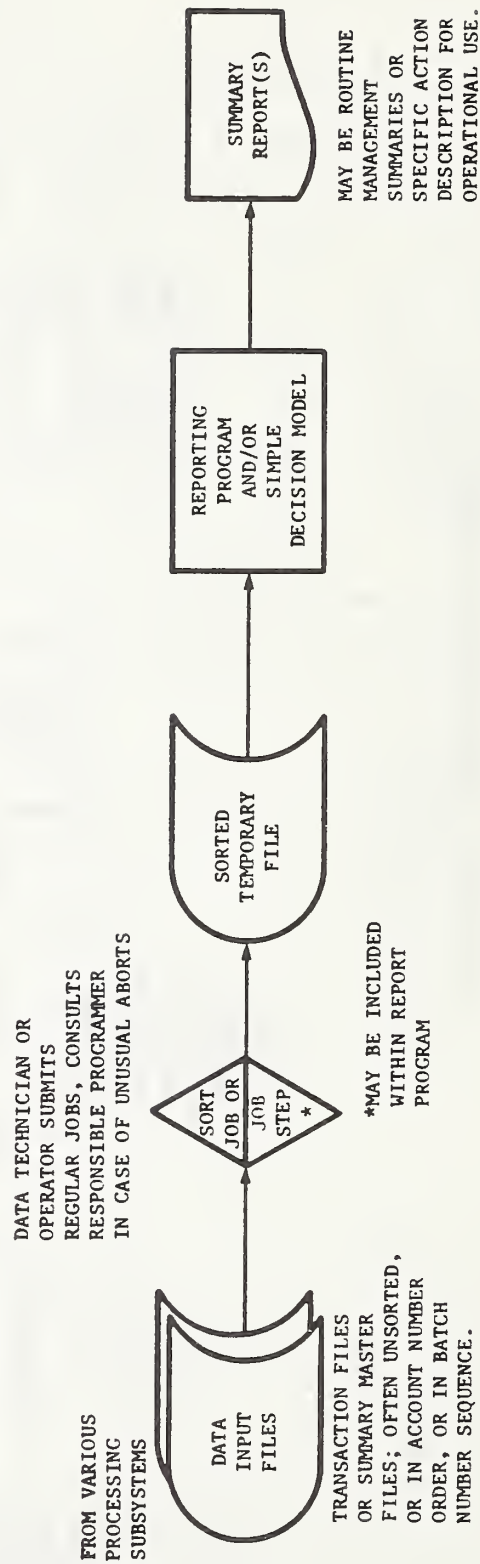 FROM VARIOUS
PROCESSING
SUBSYSTEMS
DATA
INPUT
FILES
TRANSACTION FILES
OR SUMMARY MASTER
FILES; OFTEN UNSORTED,
OR IN ACCOUNT NUMBER
ORDER, OR IN BATCH
NUMBER SEQUENCE.
DATA TECHNICIAN OR
OPERATOR SUBMITS
REGULAR JOBS, CONSULTS
RESPONSIBLE PROGRAMMER
IN CASE OF UNUSUAL ABORTS
SORT
JOB OR
JOB
STEP
*
*MAY BE INCLUDED
WITHIN REPORT
PROGRAM
SORTED
TEMPORARY
FILE
REPORTING
PROGRAM
AND/OR
SIMPLE
DECISION MODEL
SUMMARY
REPORT(S)
MAY BE ROUTINE
MANAGEMENT
SUMMARIES OR
SPECIFIC ACTION
DESCRIPTION FOR
OPERATIONAL USE.